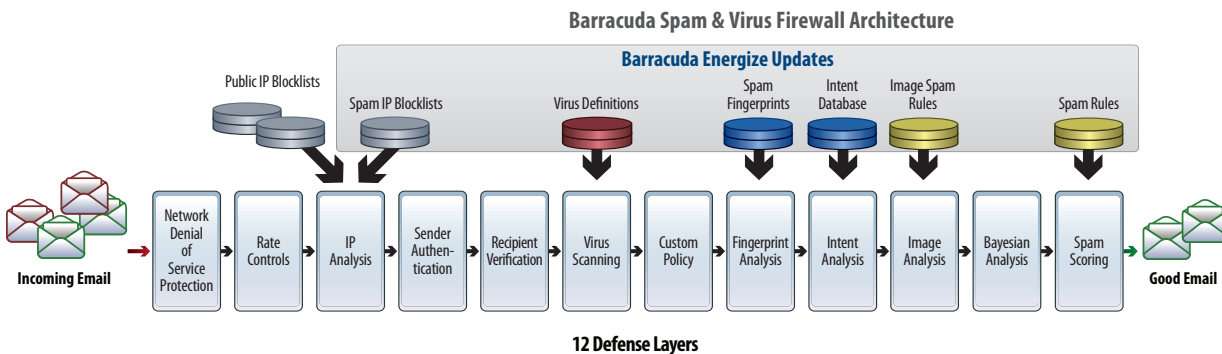 Barracuda Spam & Virus Firewall Architecture
Barracuda Energize Updates
Public IP Blocklists
Spam IP Blocklists
Virus Definitions
Spam
Fingerprints
Intent
Database
Image Spam
Rules
Spam Rules
Incoming Email
Network
Denial
of
Service
Protection
Rate
Controls
IP
Analysis
Sender
Authen-
tication
Recipient
Verification
Virus
Scanning
Custom
Policy
Fingerprint
Analysis
Intent
Analysis
Image
Analysis
Bayesian
Analysis
Spam
Scoring
Good Email
12 Defense Layers